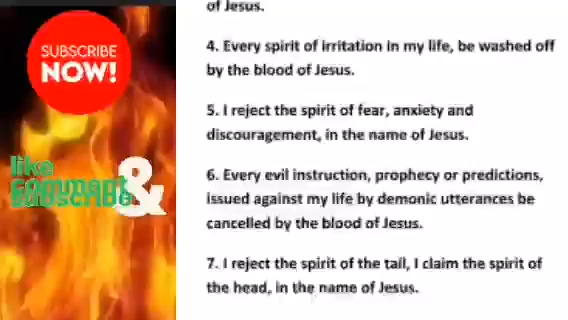 SUBSCRIBE
NOW!
like
comment
subscribe
&
of Jesus.
4. Every spirit of irritation in my life, be washed off
by the blood of Jesus.
5. I reject the spirit of fear, anxiety and
discouragement, in the name of Jesus.
6. Every evil instruction, prophecy or predictions,
issued against my life by demonic utterances be
cancelled by the blood of Jesus.
7. I reject the spirit of the tail, I claim the spirit of
the head, in the name of Jesus.